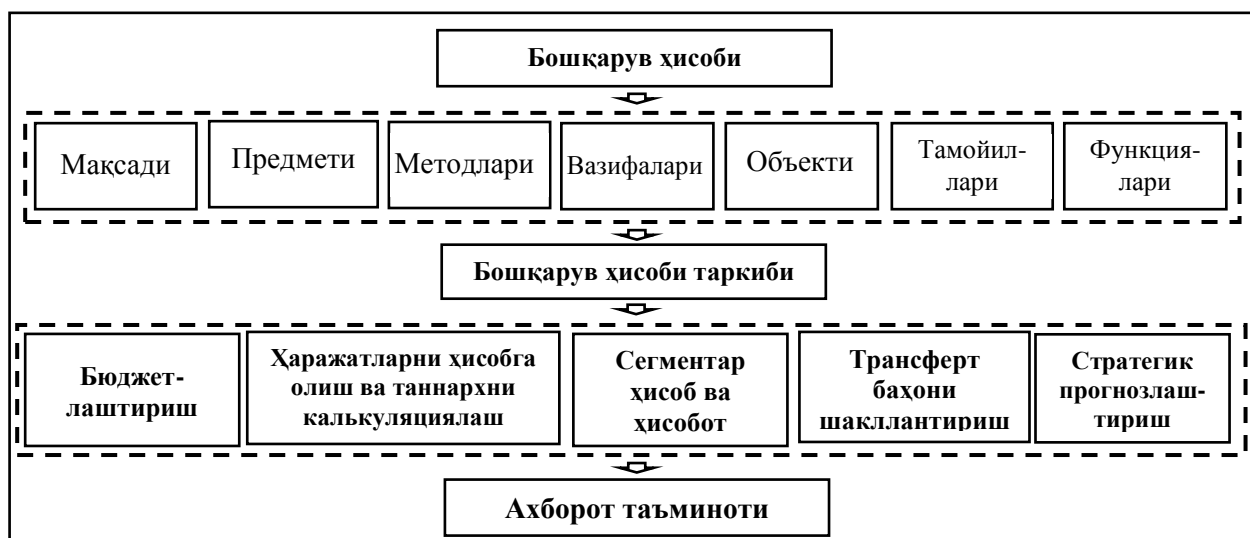 Бошқарув ҳисоби
Мақсади
Предмети
Методлари
Вазифалари
Объекти
Тамойил-
лари
Функция-
лари
Бошқарув ҳисоби таркиби
Бюджет-
лаштириш
Ҳаражатларни ҳисобга
олиш ва таннархни
калькуляциялаш
Сегментар
ҳисоб ва
ҳисобот
Трансферт
баҳони
шакллантириш
Стратегик
прогнозлаш-
тириш
Ахборот таъминоти